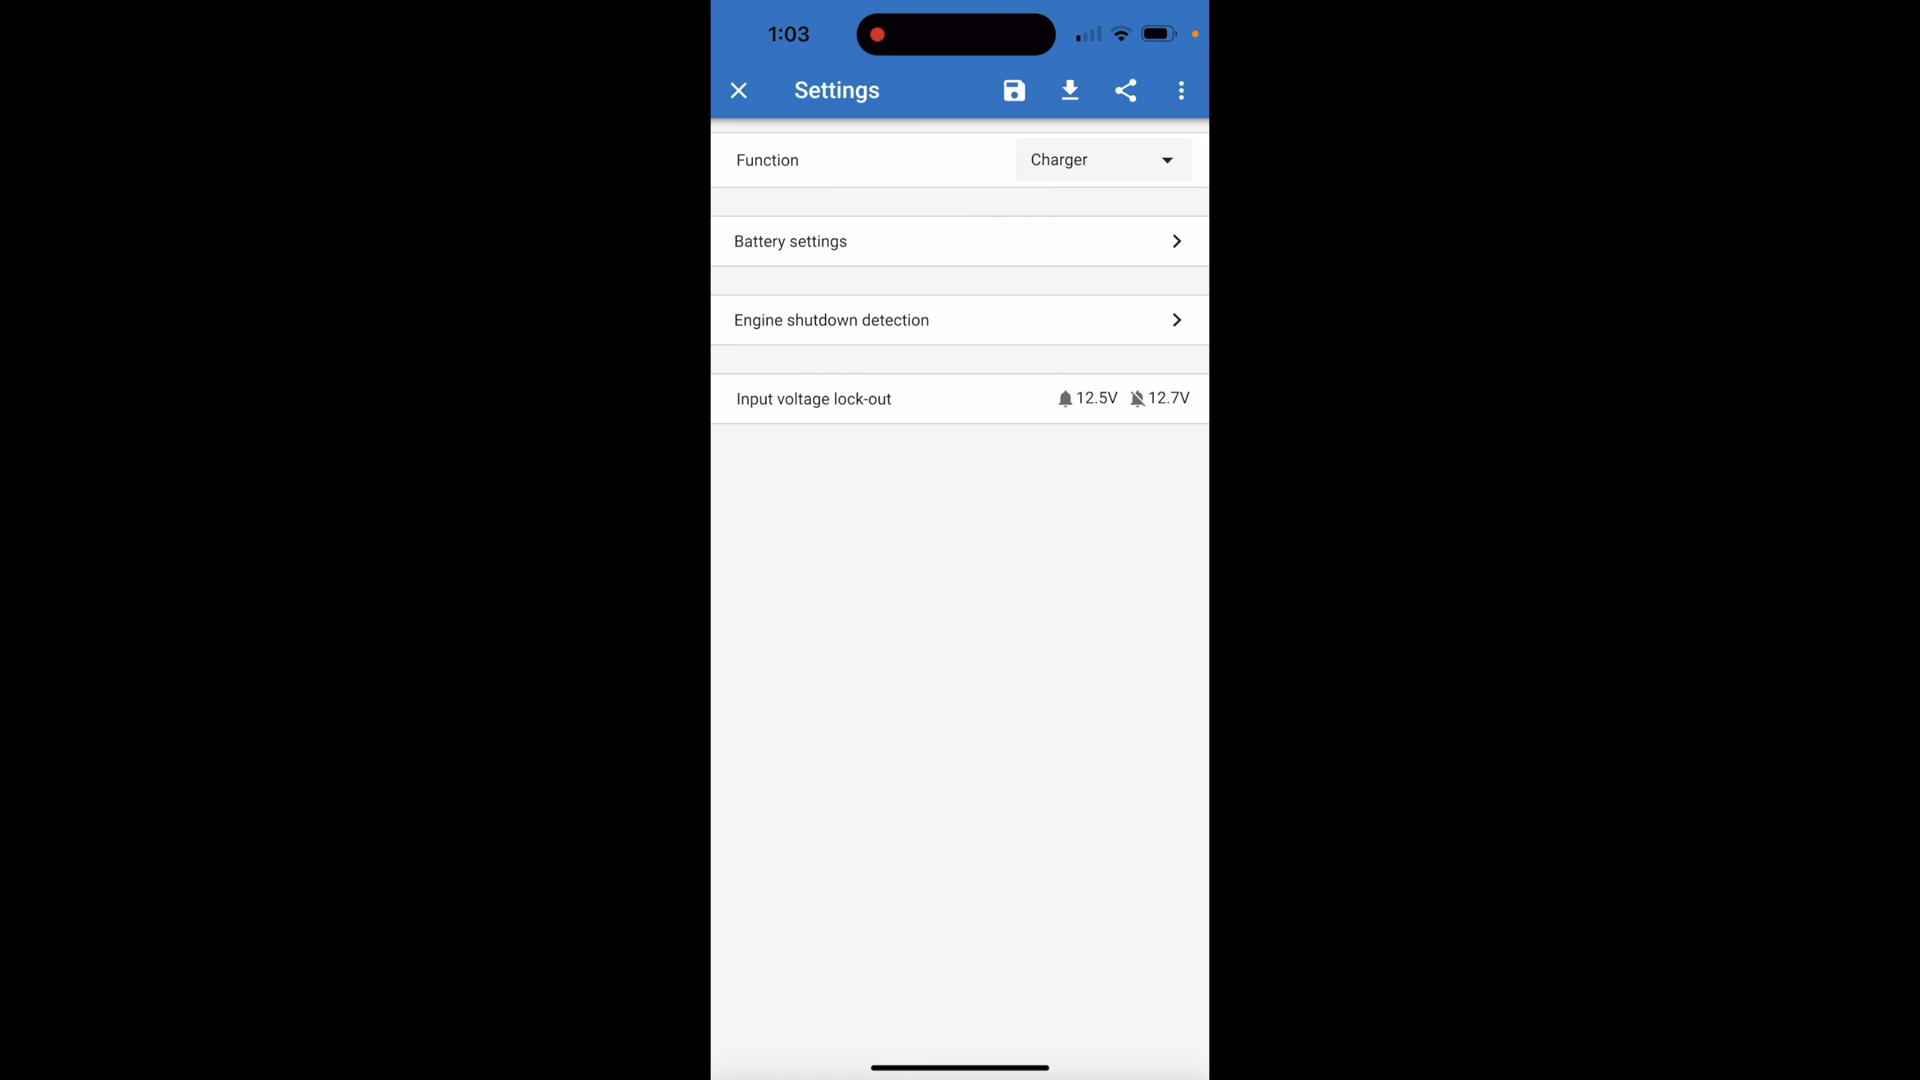 1:03
Settings
Function Charger
Battery settings
Engine shutdown detection
Input voltage lock-out 12.5V 12.7V